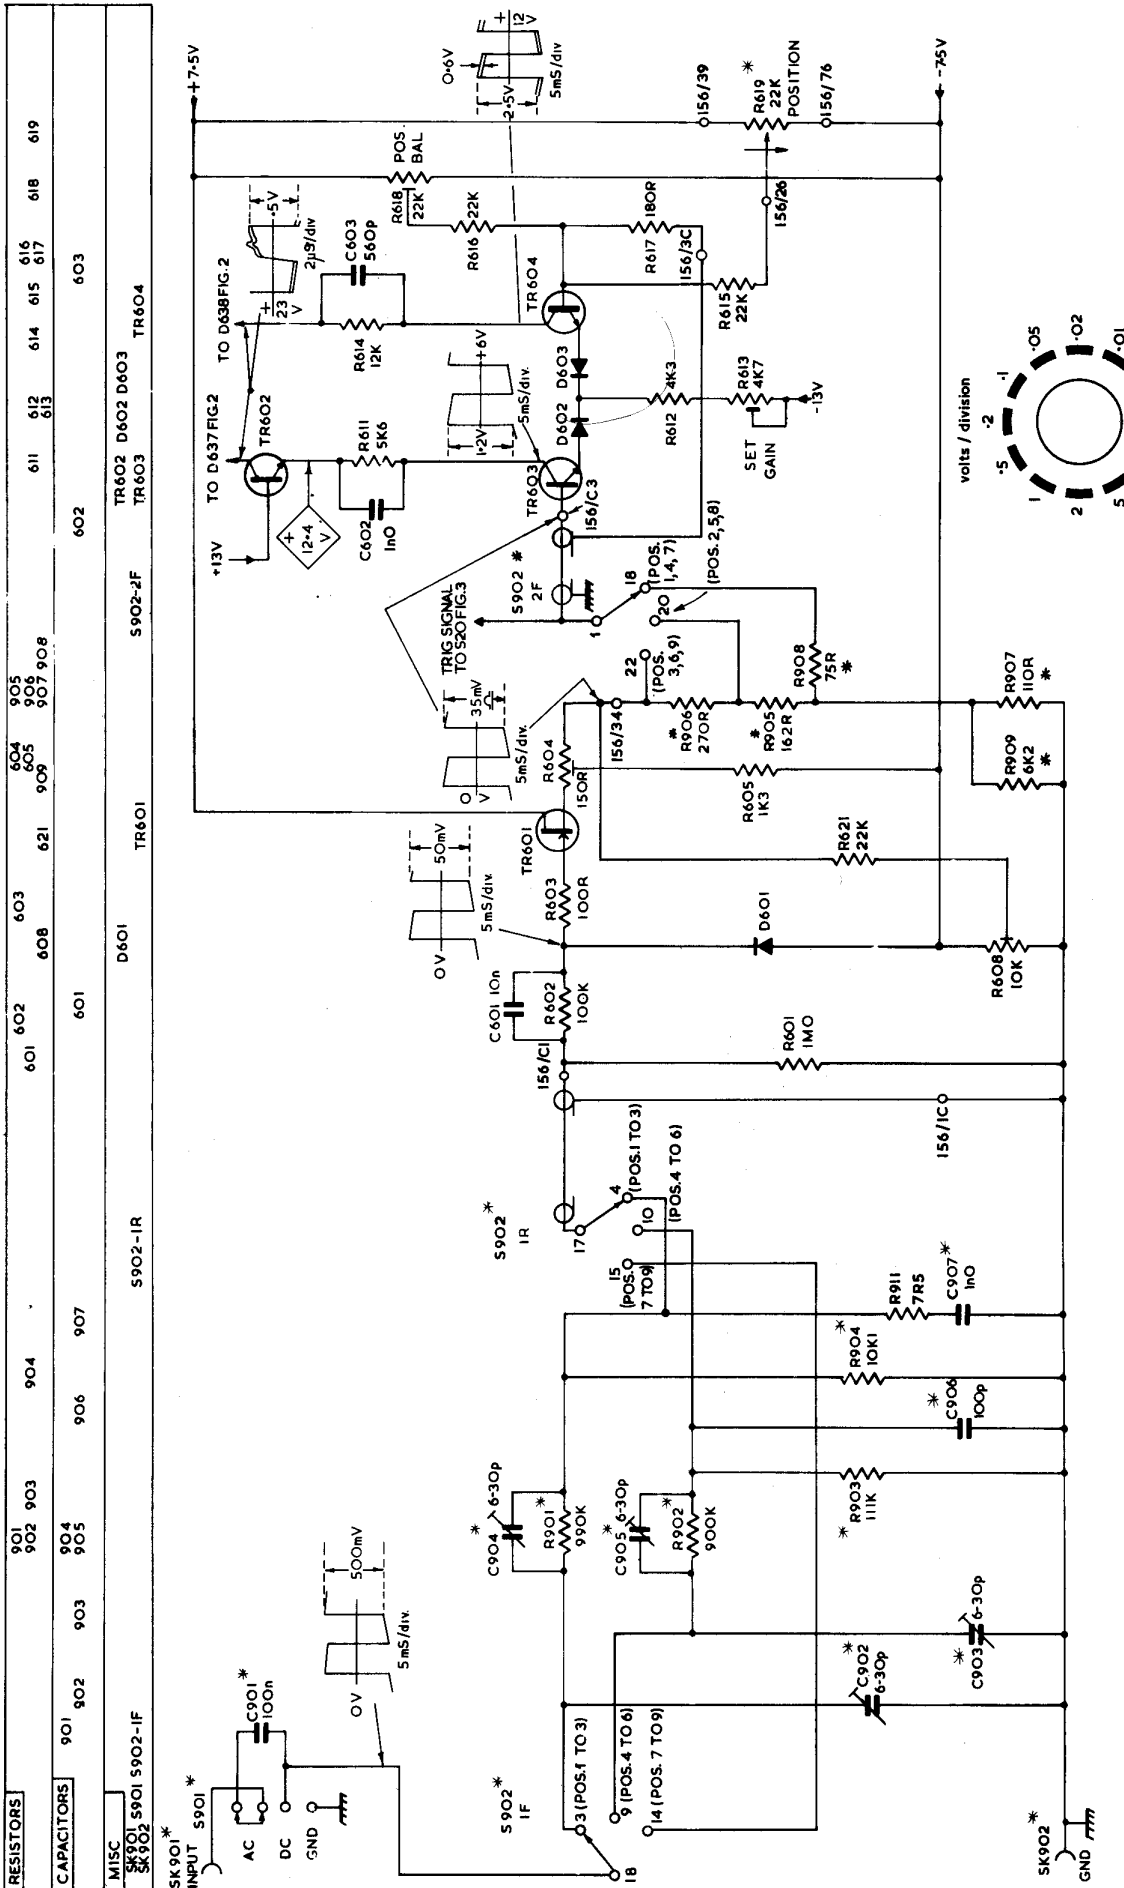 RESISTORS 901 902 903 904 601 602 608 603 621 604 605 909 905 906 907 908 611 612 613 614 615 616 617 618 619
CAPACITORS 901 902 903 904 905 906 907 601 602 603
MISC SK901 SK902 S901 S902-1F S902-1R D601 TR601 S902-2F TR602 TR603 D602 D603 TR604
SK901*
INPUT
S901*
AC
DC
GND
C901*
100n
500mV
0V
5mS/div.
S902*
1F
18
3 (POS.1 TO 3)
9 (POS.4 TO 6)
14 (POS. 7 TO 9)
*C904
6-30p
R901*
990K
*C905
6-30p
R902*
900K
*C902
6-30p
*C903
6-30p
*R903
111K
*C906
100p
*R904
10K1
R911
7R5
C907*
1n0
SK902*
GND
S902*
1R
17
4
(POS.1 TO 3)
10
(POS.4 TO 6)
15
(POS.
7 TO9)
156/C1
156/1C
R601
1M0
C601 10n
R602
100K
0V
50mV
5mS/div.
R603
100R
D601
R608
10K
R621
22K
TR601
R604
150R
R605
1K3
0
V
35mV
5mS/div.
156/34
*R906
270R
*R905
162R
R908
75R
*
R909
6K2
*
R907
110R
*
22
(POS.
3,6,9)
1
18
(POS.
1,4,7)
20
(POS. 2,5,8)
TRIG SIGNAL
TO S20 FIG.3
S902 *
2F
156/C3
+13V
TO D637 FIG.2
TR602
+
12·4
V
C602
1n0
R611
5K6
1·2V
+6V
5mS/div.
TR603
D602
D603
R612
4K3
R613
4K7
SET
GAIN
-13V
TO D638 FIG.2
+
23
V
·5V
2µS/div
R614
12K
C603
560p
TR604
R615
22K
R616
22K
R617
180R
156/3C
R618
22K
POS.
BAL
0·6V
2·5V
+
12
V
5mS/div
+7·5V
156/39
*
R619
22K
POSITION
156/76
156/26
-7·5V
volts / division
2
1
·5
·2
·1
·05
·02
·01
5